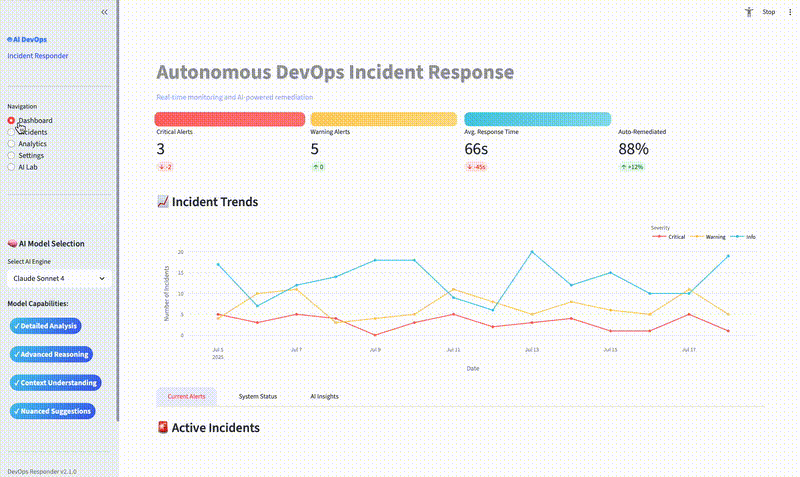 Stop
AI DevOps
Incident Responder
Navigation
Dashboard
Incidents
Analytics
Settings
AI Lab
AI Model Selection
Select AI Engine
Claude Sonnet 4
Model Capabilities:
✓Detailed Analysis
✓Advanced Reasoning
✓Context Understanding
✓Nuanced Suggestions
DevOps Responder v2.1.0
Autonomous DevOps Incident Response
Real-time monitoring and AI-powered remediation
Critical Alerts
3
↓ -2
Warning Alerts
5
↑ 0
Avg. Response Time
66s
↓ -45s
Auto-Remediated
88%
↑ +12%
Incident Trends
Severity
Critical Warning Info
Number of Incidents
20
15
10
5
0
Jul 5 Jul 7 Jul 9 Jul 11 Jul 13 Jul 15 Jul 17
2025
Date
Current Alerts System Status AI Insights
Active Incidents